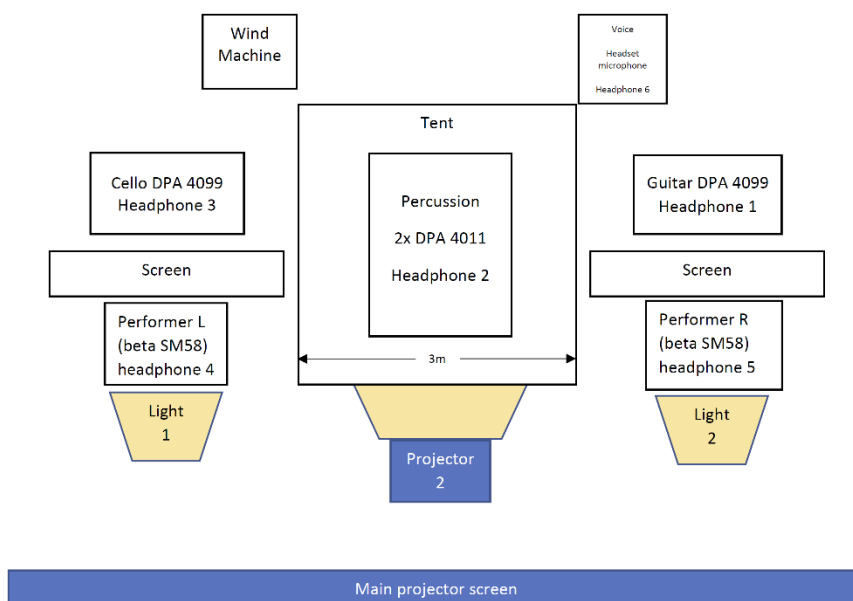 Wind
Machine
Voice
Headset
microphone
Headphone 6
Tent
Cello DPA 4099
Headphone 3
Percussion
2x DPA 4011
Headphone 2
Guitar DPA 4099
Headphone 1
Screen
Screen
Performer L
(beta SM58)
headphone 4
Performer R
(beta SM58)
headphone 5
3m
Light
1
Light
2
Projector
2
Main projector screen